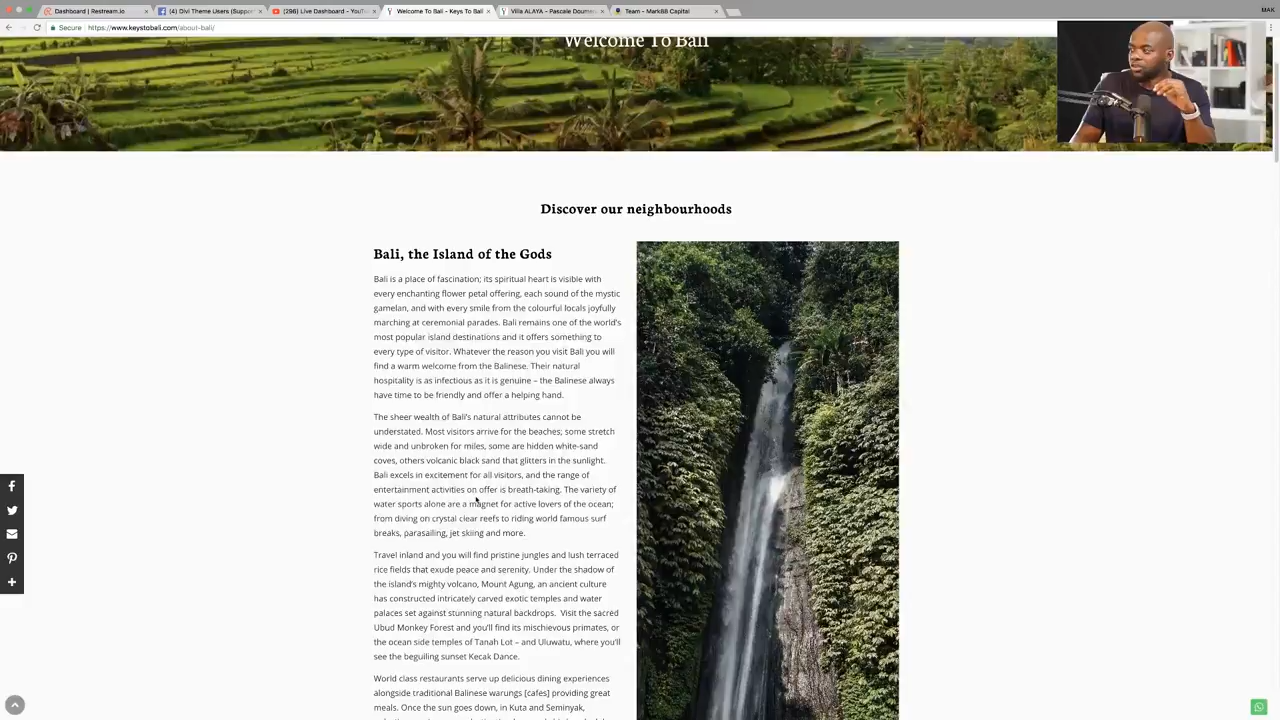 Dashboard | Restream.io
(4) Divi Theme Users (Suppor
(296) Live Dashboard - YouT
Welcome To Bali - Keys To Bali
Villa ALAYA - Pascale Doume
Team - Mark88 Capital
MAK
Secure
https://www.keystobali.com/about-bali/
Welcome To Bali
Discover our neighbourhoods
Bali, the Island of the Gods
Bali is a place of fascination; its spiritual heart is visible with
every enchanting flower petal offering, each sound of the mystic
gamelan, and with every smile from the colourful locals joyfully
marching at ceremonial parades. Bali remains one of the world's
most popular island destinations and it offers something to
every type of visitor. Whatever the reason you visit Bali you will
find a warm welcome from the Balinese. Their natural
hospitality is as infectious as it is genuine – the Balinese always
have time to be friendly and offer a helping hand.
The sheer wealth of Bali's natural attributes cannot be
understated. Most visitors arrive for the beaches; some stretch
wide and unbroken for miles, some are hidden white-sand
coves, others volcanic black sand that glitters in the sunlight.
Bali excels in excitement for all visitors, and the range of
entertainment activities on offer is breath-taking. The variety of
water sports alone are a magnet for active lovers of the ocean;
from diving on crystal clear reefs to riding world famous surf
breaks, parasailing, jet skiing and more.
Travel inland and you will find pristine jungles and lush terraced
rice fields that exude peace and serenity. Under the shadow of
the island's mighty volcano, Mount Agung, an ancient culture
has constructed intricately carved exotic temples and water
palaces set against stunning natural backdrops.  Visit the sacred
Ubud Monkey Forest and you'll find its mischievous primates, or
the ocean side temples of Tanah Lot – and Uluwatu, where you'll
see the beguiling sunset Kecak Dance.
World class restaurants serve up delicious dining experiences
alongside traditional Balinese warungs [cafés] providing great
meals. Once the sun goes down, in Kuta and Seminyak,